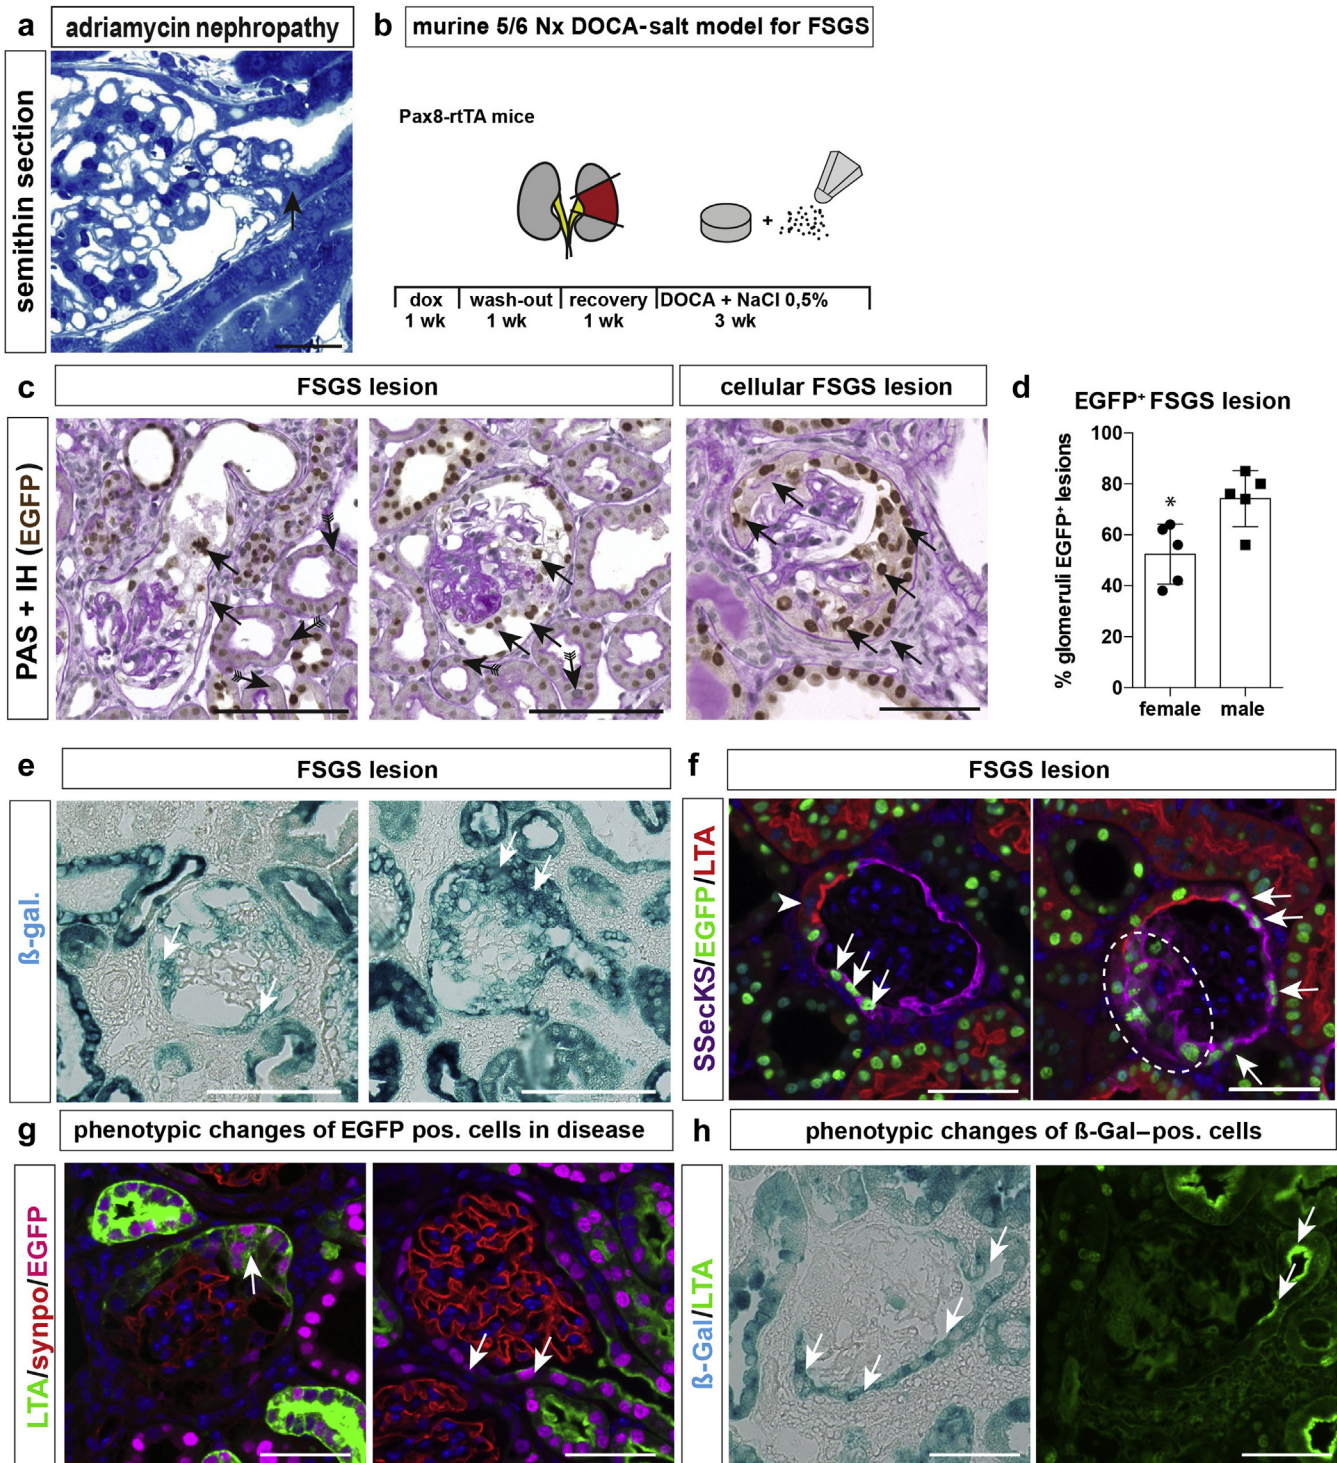 a
adriamycin nephropathy
semithin section
b
murine 5/6 Nx DOCA-salt model for FSGS
Pax8-rtTA mice
+
dox
1 wk
wash-out
1 wk
recovery
1 wk
DOCA + NaCl 0,5%
3 wk
c
FSGS lesion
cellular FSGS lesion
PAS + IH (EGFP)
d
EGFP+ FSGS lesion
% glomeruli EGFP+ lesions
100
80
60
40
20
0
*
female
male
e
FSGS lesion
ß-gal.
f
FSGS lesion
SSecKS/EGFP/LTA
g
phenotypic changes of EGFP pos. cells in disease
LTA/synpo/EGFP
h
phenotypic changes of ß-Gal–pos. cells
ß-Gal/LTA